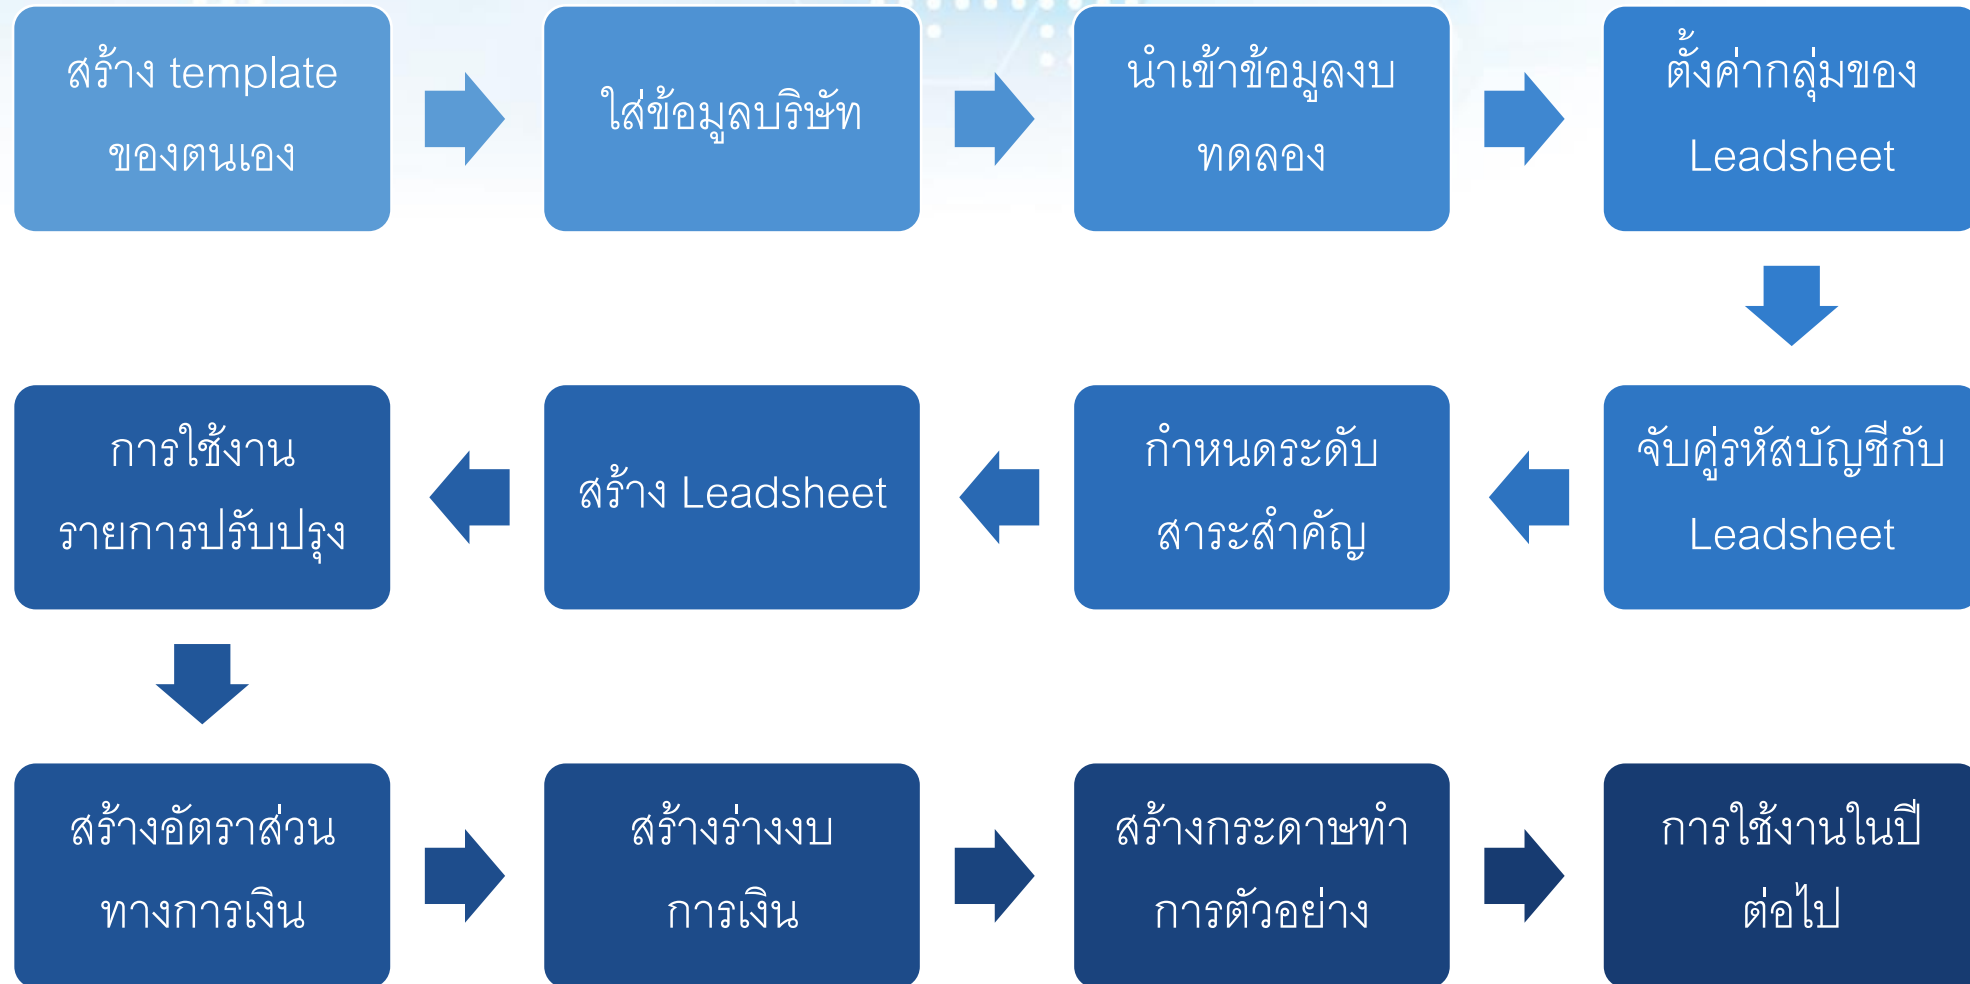 สร้าง template
ของตนเอง
ใส่ข้อมูลบริษัท
นำเข้าข้อมูลงบ
ทดลอง
ตั้งค่ากลุ่มของ
Leadsheet
จับคู่รหัสบัญชีกับ
Leadsheet
กำหนดระดับ
สาระสำคัญ
สร้าง Leadsheet
การใช้งาน
รายการปรับปรุง
สร้างอัตราส่วน
ทางการเงิน
สร้างร่างงบ
การเงิน
สร้างกระดาษทำ
การตัวอย่าง
การใช้งานในปี
ต่อไป